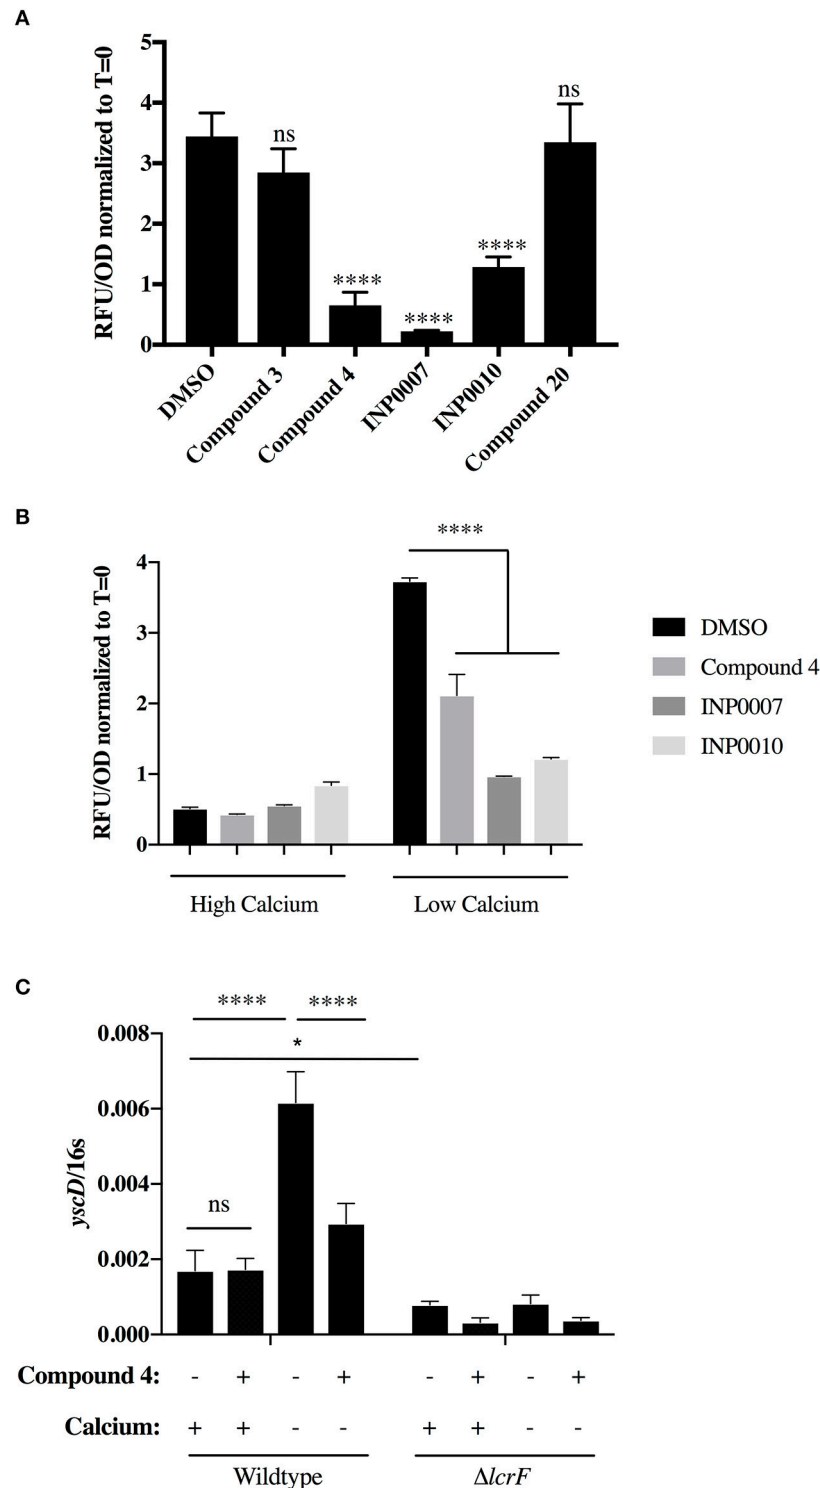 A
RFU/OD normalized to T=0
5
4
3
2
1
0
ns
****
****
****
ns
DMSO
Compound 3
Compound 4
INP0007
INP0010
Compound 20
B
RFU/OD normalized to T=0
4
3
2
1
0
****
High Calcium
Low Calcium
DMSO
Compound 4
INP0007
INP0010
C
yscD/16s
0.008
0.006
0.004
0.002
0.000
**** ****
*
ns
Compound 4: - + - + - + - +
Calcium: + + - - + + - -
Wildtype ΔlcrF